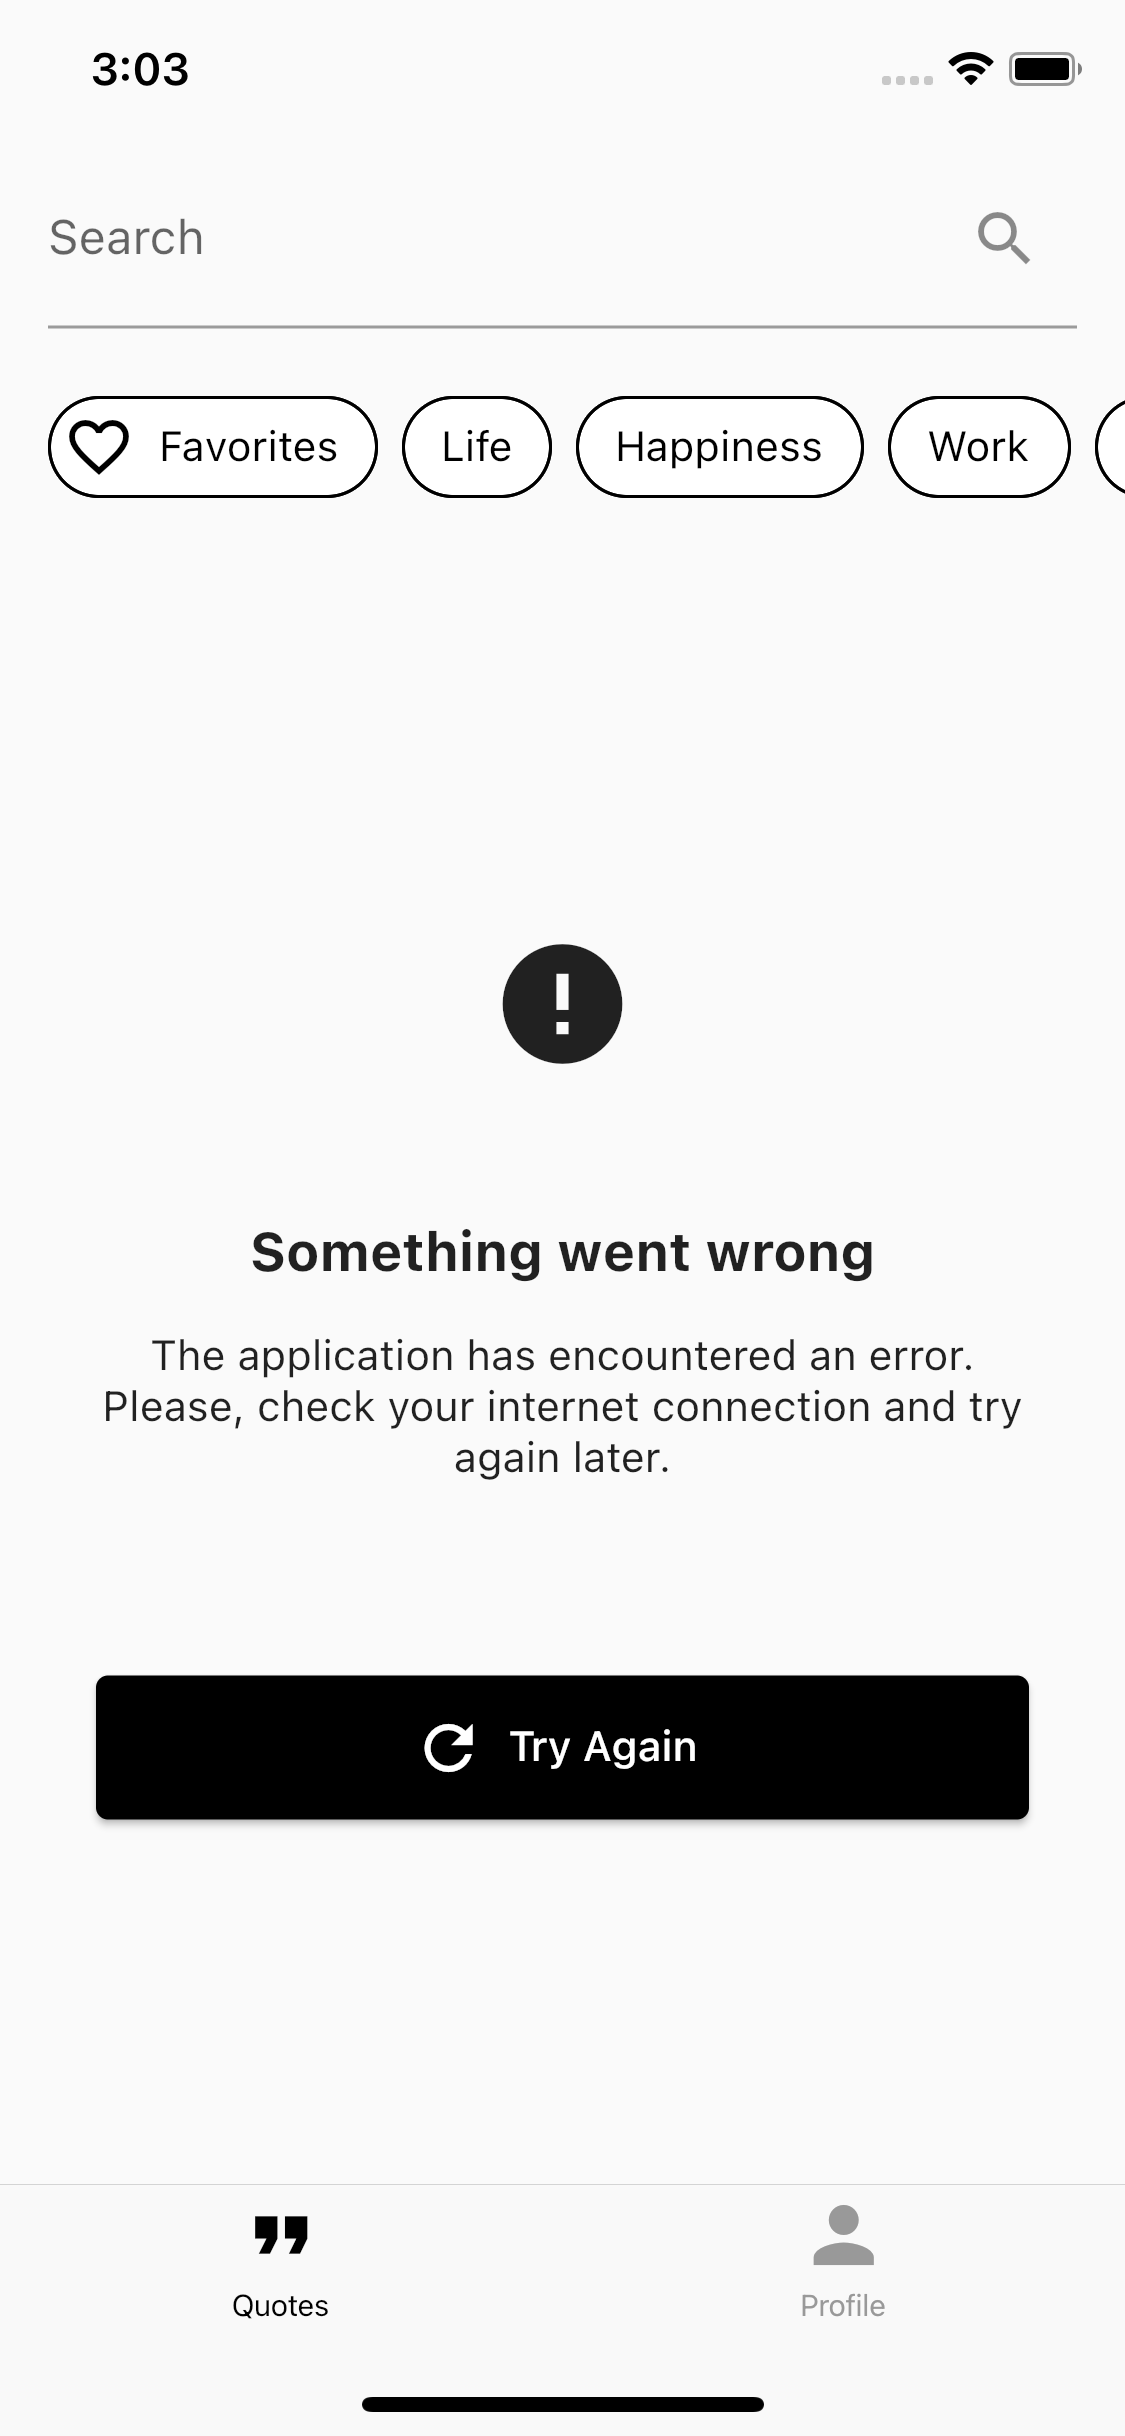 3:03
Search
Favorites
Life
Happiness
Work
Something went wrong
The application has encountered an error.
Please, check your internet connection and try
again later.
Try Again
Quotes
Profile